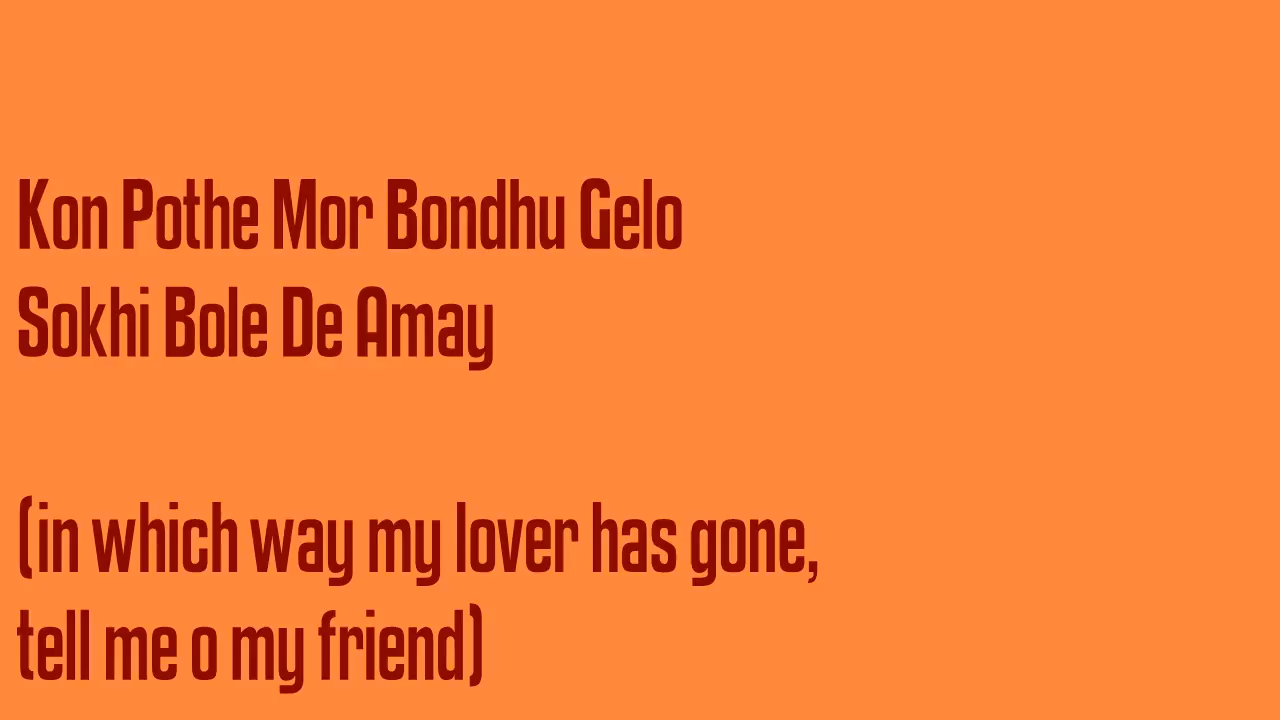 Kon Pothe Mor Bondhu Gelo
Sokhi Bole De Amay
(in which way my lover has gone,
tell me o my friend)